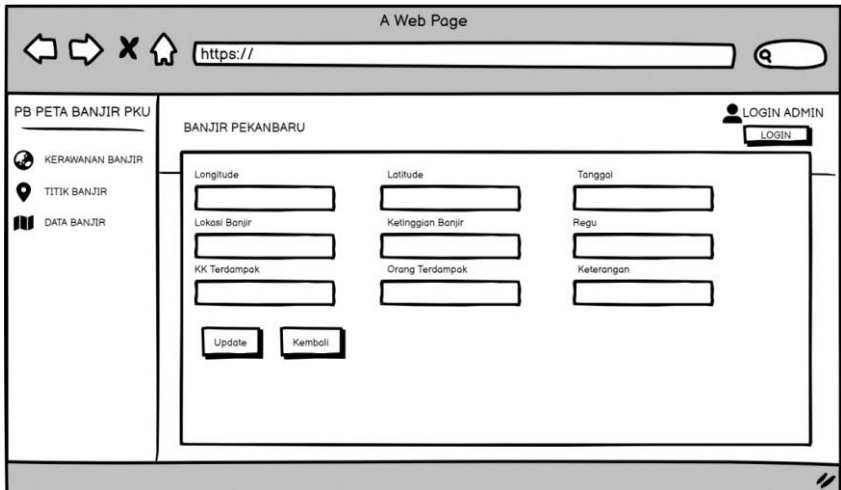 A Web Page
https://
PB PETA BANJIR PKU
KERAWANAN BANJIR
TITIK BANJIR
DATA BANJIR
BANJIR PEKANBARU
LOGIN ADMIN
LOGIN
Longitude Latitude Tanggal
Lokasi Banjir Ketinggian Banjir Regu
KK Terdampak Orang Terdampak Keterangan
Update Kembali